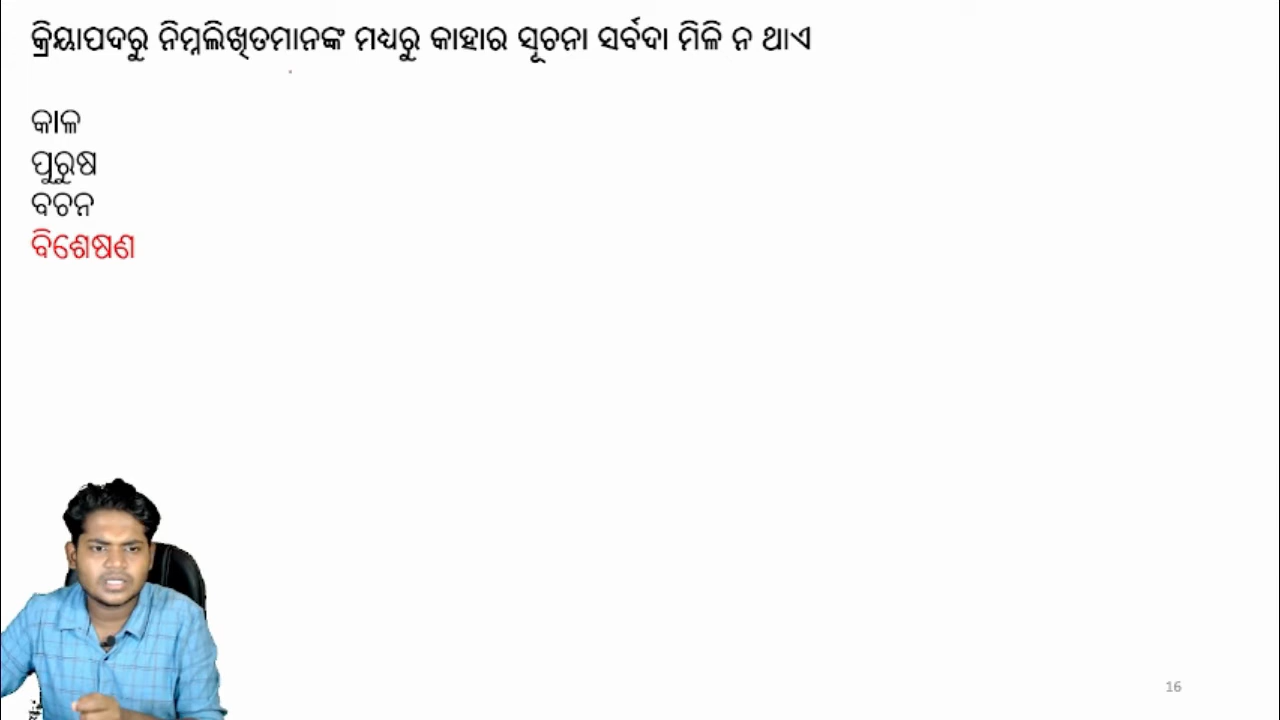 କ୍ରିୟାପଦରୁ ନିମ୍ନଲିଖିତମାନଙ୍କ ମଧ୍ୟରୁ କାହାର ସୂଚନା ସର୍ବଦା ମିଳି ନ ଥାଏ
କାଳ
ପୁରୁଷ
ବଚନ
ବିଶେଷଣ
16